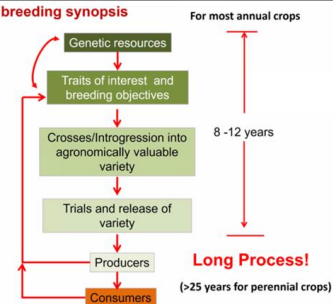 breeding synopsis
For most annual crops
Genetic resources
Traits of interest and
breeding objectives
Crosses/Introgression into
agronomically valuable
variety
8 -12 years
Trials and release of
variety
Producers
Long Process!
(>25 years for perennial crops)
Consumers